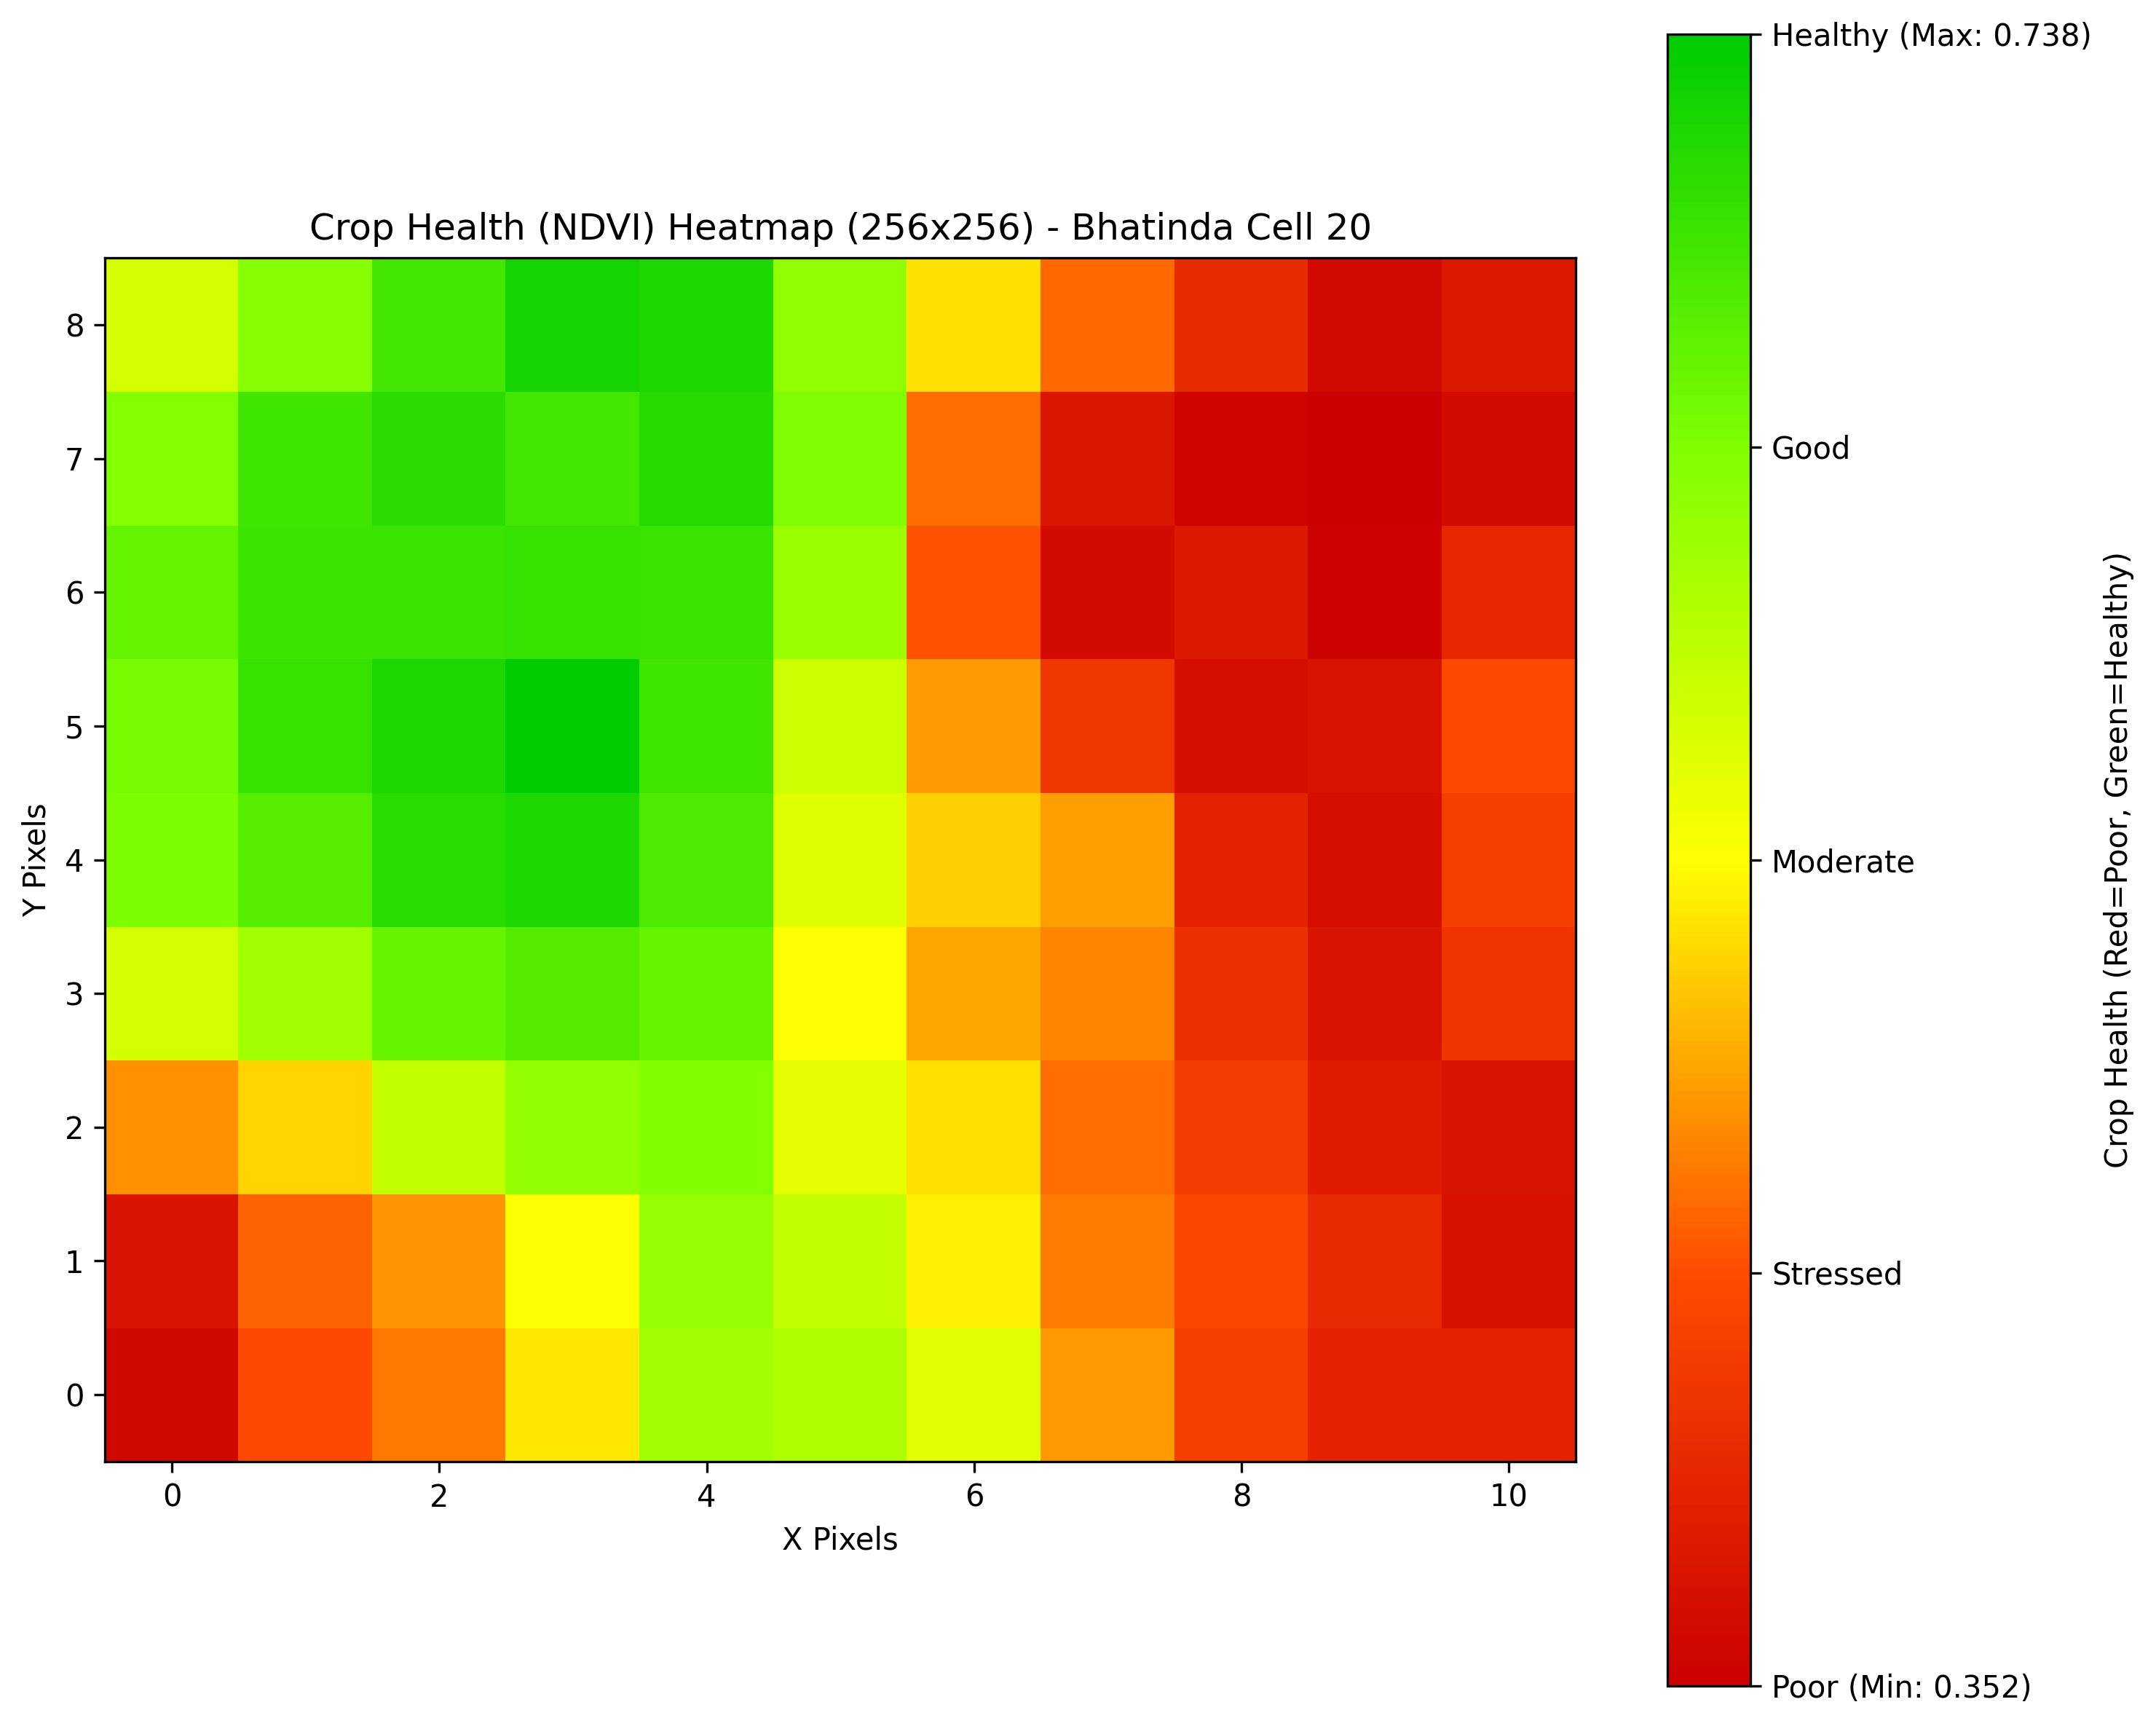 Crop Health (NDVI) Heatmap (256x256) - Bhatinda Cell 20
Y Pixels
8
7
6
5
4
3
2
1
0
0 2 4 6 8 10
X Pixels
Healthy (Max: 0.738)
Good
Moderate
Stressed
Poor (Min: 0.352)
Crop Health (Red=Poor, Green=Healthy)